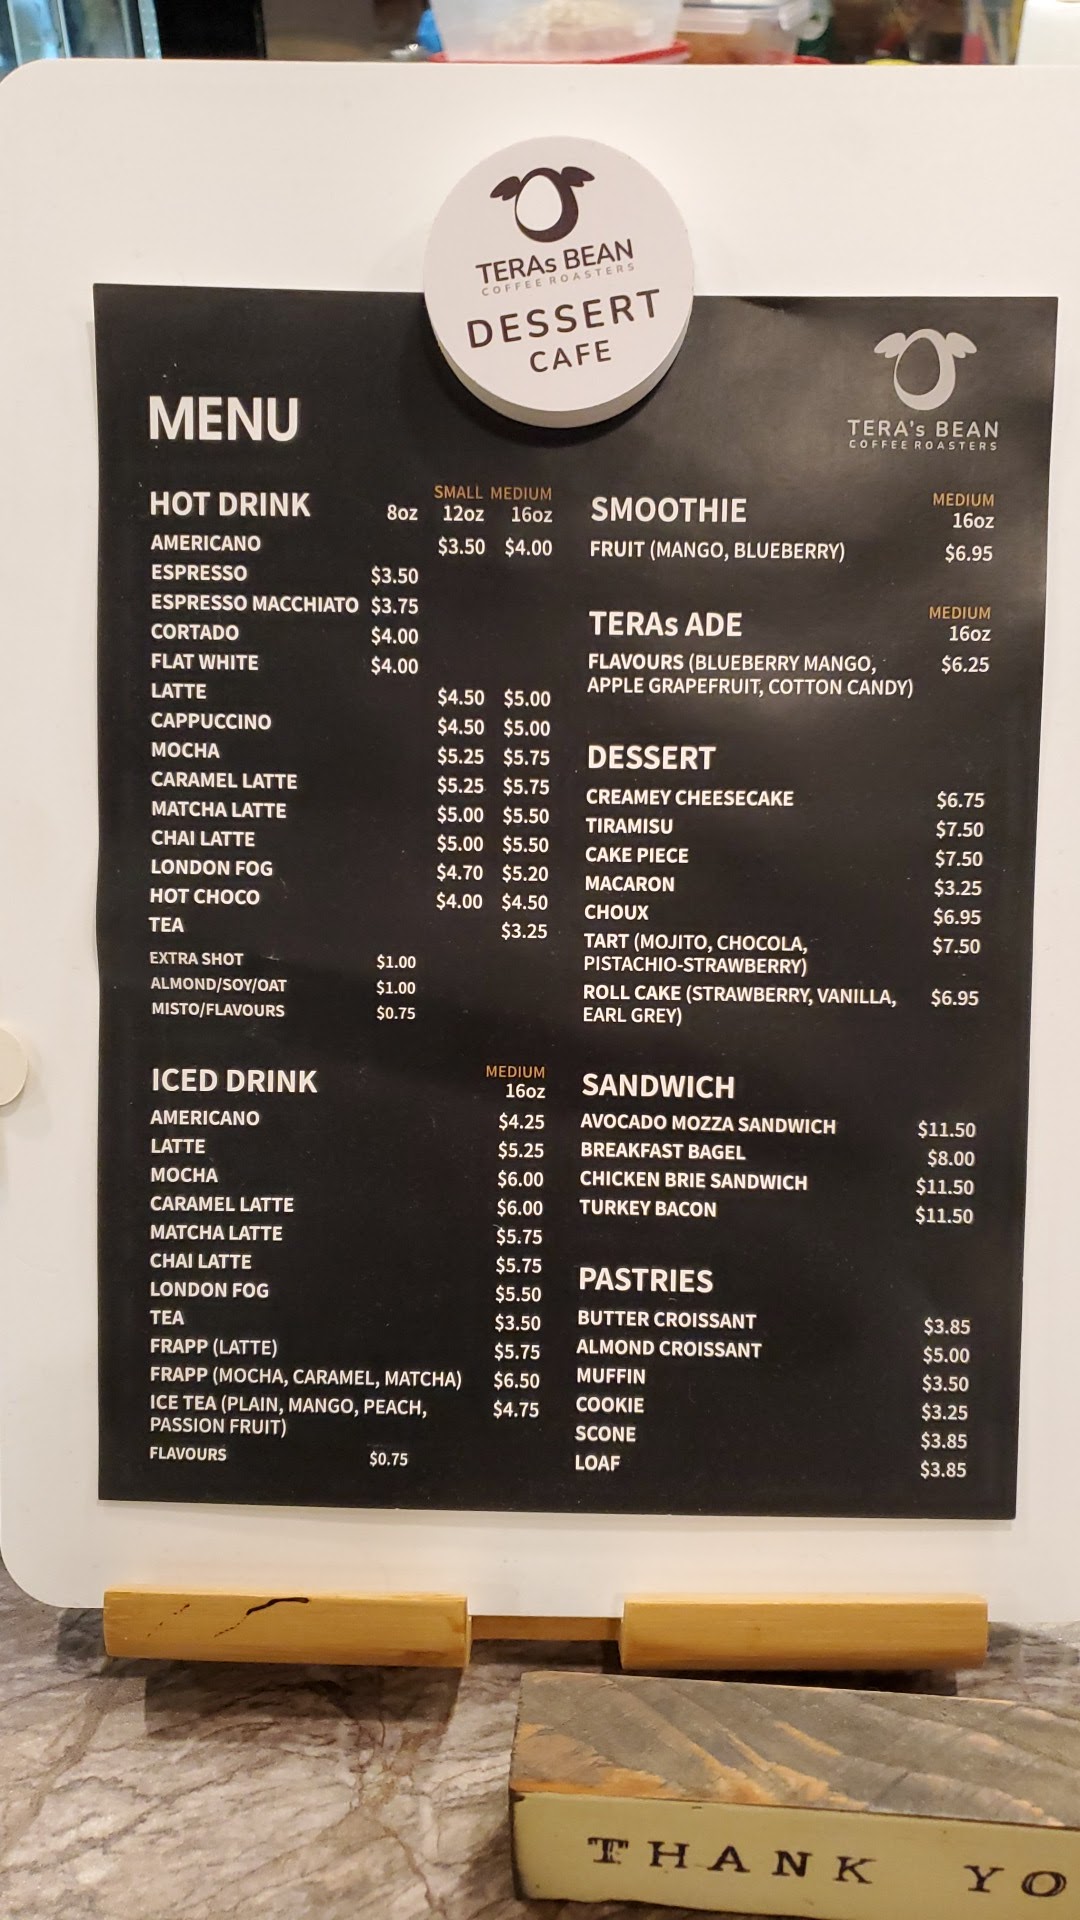 TERAs BEAN
COFFEE ROASTERS
DESSERT
CAFE
TERA's BEAN
COFFEE ROASTERS
MENU
HOT DRINK 8oz SMALL 12oz MEDIUM 16oz
AMERICANO $3.50 $4.00
ESPRESSO $3.50
ESPRESSO MACCHIATO $3.75
CORTADO $4.00
FLAT WHITE $4.00
LATTE $4.50 $5.00
CAPPUCCINO $4.50 $5.00
MOCHA $5.25 $5.75
CARAMEL LATTE $5.25 $5.75
MATCHA LATTE $5.00 $5.50
CHAI LATTE $5.00 $5.50
LONDON FOG $4.70 $5.20
HOT CHOCO $4.00 $4.50
TEA $3.25
EXTRA SHOT $1.00
ALMOND/SOY/OAT $1.00
MISTO/FLAVOURS $0.75
ICED DRINK MEDIUM 16oz
AMERICANO $4.25
LATTE $5.25
MOCHA $6.00
CARAMEL LATTE $6.00
MATCHA LATTE $5.75
CHAI LATTE $5.75
LONDON FOG $5.50
TEA $3.50
FRAPP (LATTE) $5.75
FRAPP (MOCHA, CARAMEL, MATCHA) $6.50
ICE TEA (PLAIN, MANGO, PEACH, $4.75
PASSION FRUIT)
FLAVOURS $0.75
SMOOTHIE MEDIUM 16oz
FRUIT (MANGO, BLUEBERRY) $6.95
TERAs ADE MEDIUM 16oz
FLAVOURS (BLUEBERRY MANGO, $6.25
APPLE GRAPEFRUIT, COTTON CANDY)
DESSERT
CREAMEY CHEESECAKE $6.75
TIRAMISU $7.50
CAKE PIECE $7.50
MACARON $3.25
CHOUX $6.95
TART (MOJITO, CHOCOLA, $7.50
PISTACHIO-STRAWBERRY)
ROLL CAKE (STRAWBERRY, VANILLA, $6.95
EARL GREY)
SANDWICH
AVOCADO MOZZA SANDWICH $11.50
BREAKFAST BAGEL $8.00
CHICKEN BRIE SANDWICH $11.50
TURKEY BACON $11.50
PASTRIES
BUTTER CROISSANT $3.85
ALMOND CROISSANT $5.00
MUFFIN $3.50
COOKIE $3.25
SCONE $3.85
LOAF $3.85
THANK YO